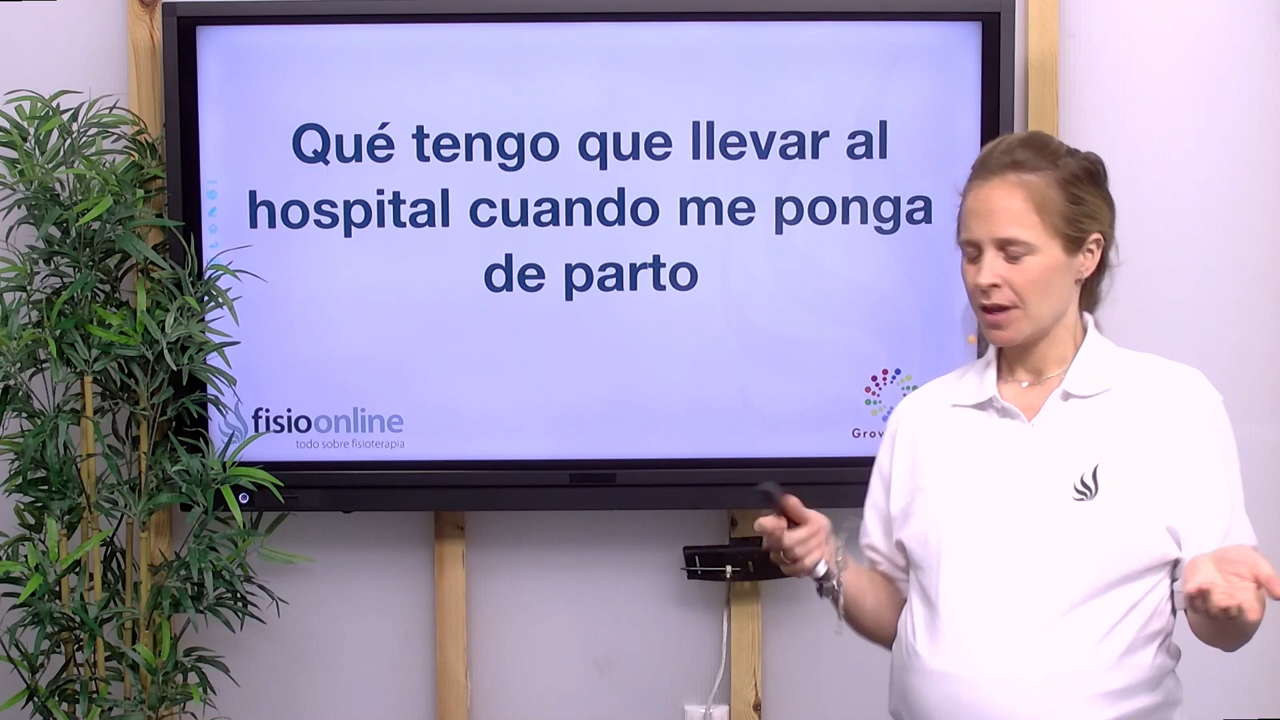 Qué tengo que llevar al
hospital cuando me ponga
de parto
fisioonline
todo sobre fisioterapia